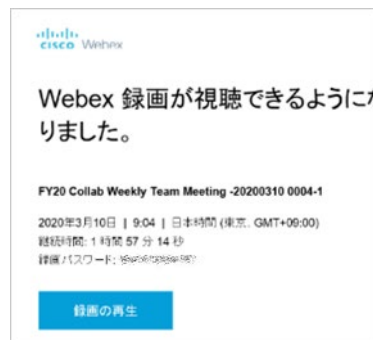 cisco Webex
Webex 録画が視聴できるようにな
りました。
FY20 Collab Weekly Team Meeting -20200310 0004-1
2020年3月10日 | 9:04 | 日本時間 (東京, GMT+09:00)
継続時間: 1 時間 57 分 14 秒
録画パスワード:
録画の再生